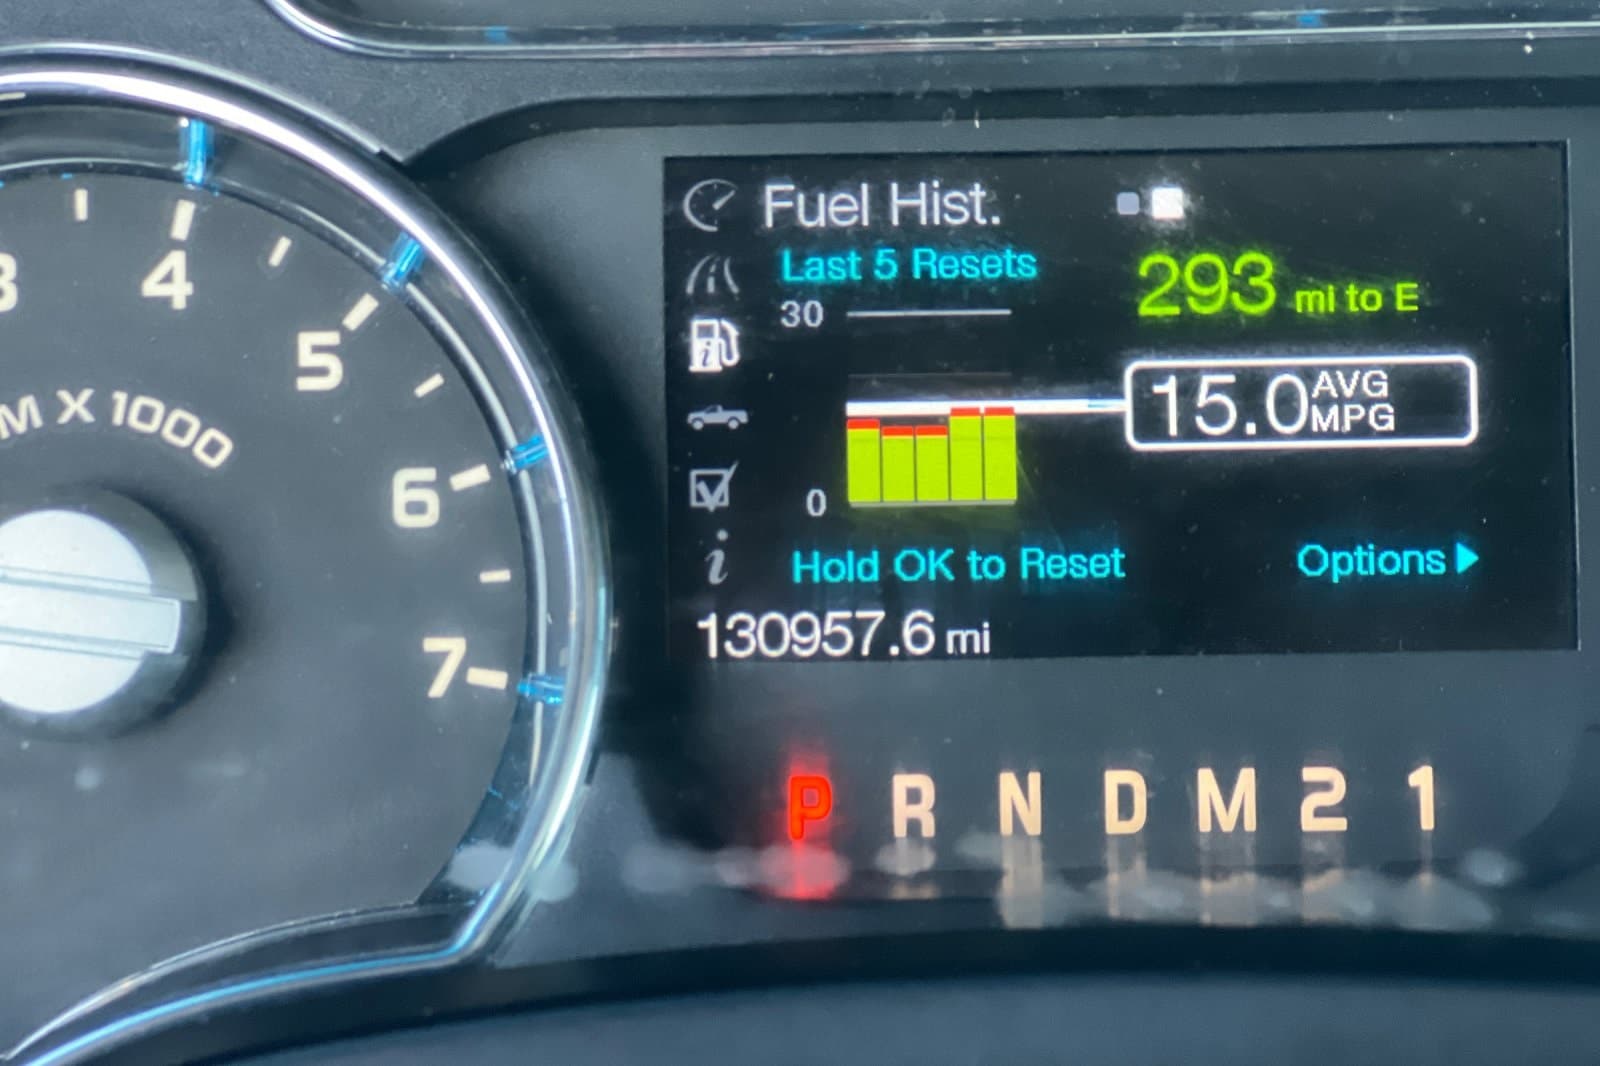 3
4
5
6
7
M X 1000
Fuel Hist.
Last 5 Resets
30
0
293 mi to E
15.0 AVG MPG
Hold OK to Reset
Options
130957.6 mi
P R N D M 2 1